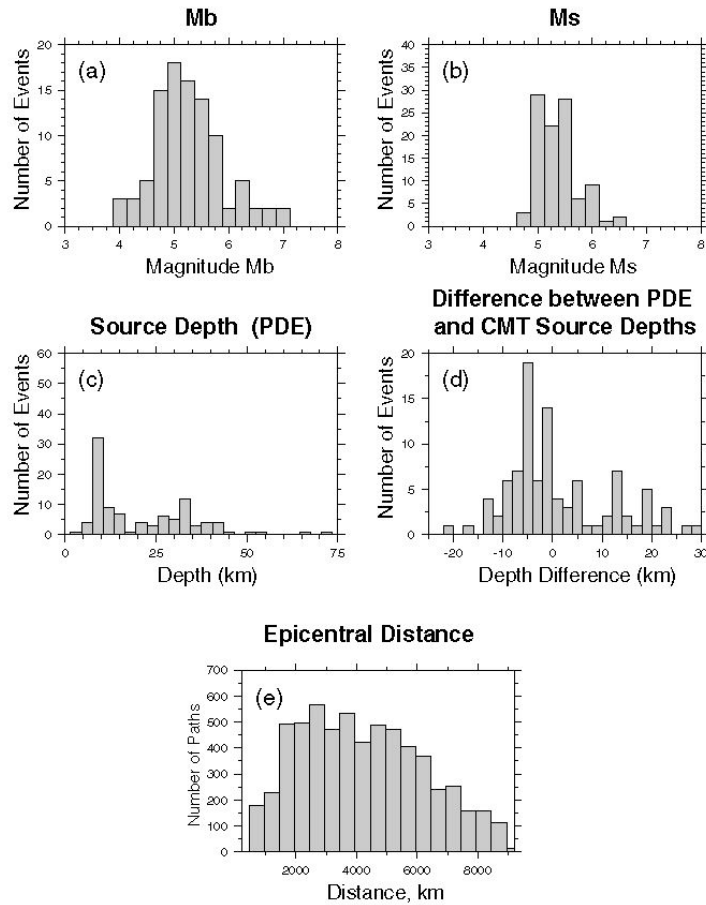 Mb
20
15
10
5
0
3 4 5 6 7 8
Number of Events
Magnitude Mb
(a)
Ms
40
35
30
25
20
15
10
5
0
3 4 5 6 7 8
Number of Events
Magnitude Ms
(b)
Source Depth (PDE)
60
50
40
30
20
10
0
0 25 50 75
Number of Events
Depth (km)
(c)
Difference between PDE
and CMT Source Depths
20
15
10
5
0
-20 -10 0 10 20 30
Number of Events
Depth Difference (km)
(d)
Epicentral Distance
700
600
500
400
300
200
100
0
2000 4000 6000 8000
Number of Paths
Distance, km
(e)